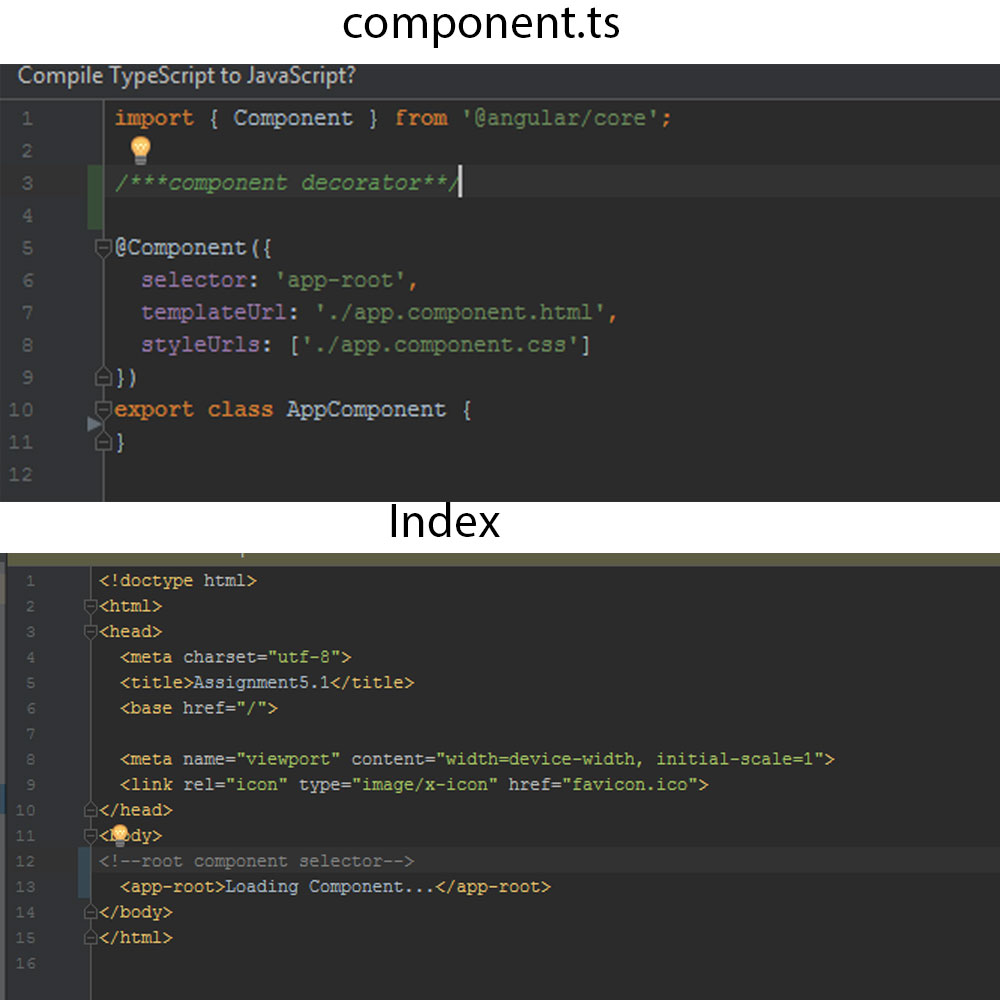 component.ts
Compile TypeScript to JavaScript?
1 import { Component } from '@angular/core';
2
3 /***component decorator**/
4
5 @Component({
6 selector: 'app-root',
7 templateUrl: './app.component.html',
8 styleUrls: ['./app.component.css']
9 })
10 export class AppComponent {
11 }
12
Index
1 <!doctype html>
2 <html>
3 <head>
4 <meta charset="utf-8">
5 <title>Assignment5.1</title>
6 <base href="/">
7
8 <meta name="viewport" content="width=device-width, initial-scale=1">
9 <link rel="icon" type="image/x-icon" href="favicon.ico">
10 </head>
11 <body>
12 <!--root component selector-->
13 <app-root>Loading Component...</app-root>
14 </body>
15 </html>
16